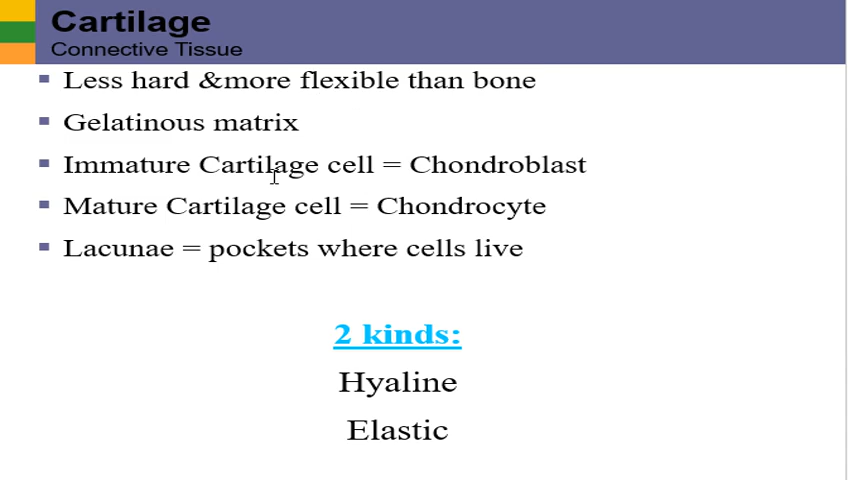 Cartilage
Connective Tissue
Less hard &more flexible than bone
Gelatinous matrix
Immature Cartilage cell = Chondroblast
Mature Cartilage cell = Chondrocyte
Lacunae = pockets where cells live
2 kinds:
Hyaline
Elastic